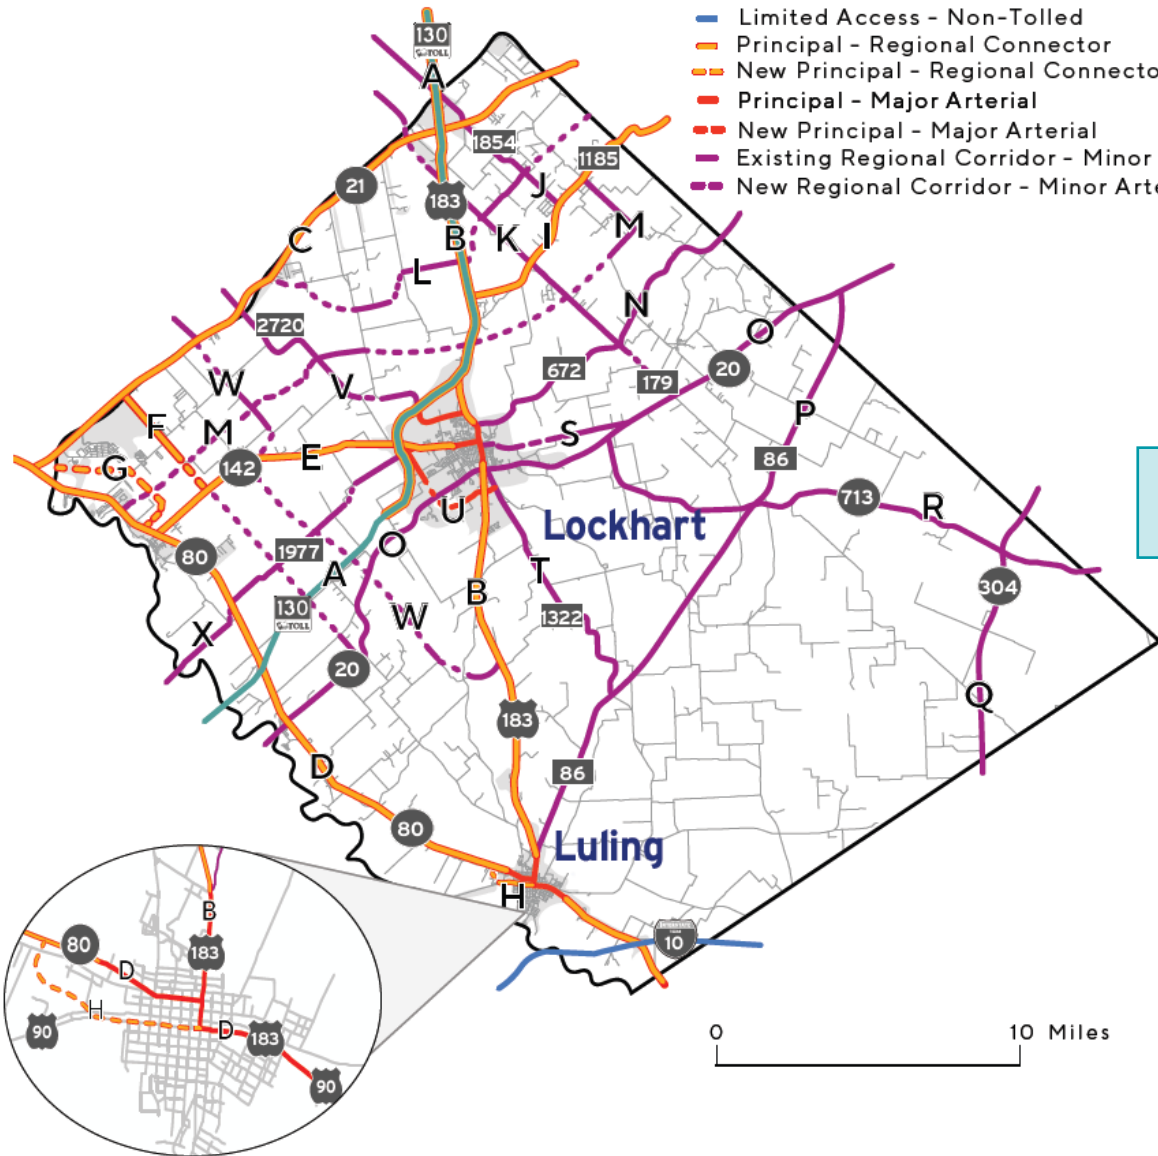 Limited Access - Non-Tolled
Principal - Regional Connector
New Principal - Regional Connecto
Principal - Major Arterial
New Principal - Major Arterial
Existing Regional Corridor - Minor
New Regional Corridor - Minor Arte
130
TOLL
A
1854
1185
21
183
J
C
B
K
I
M
L
N
2720
O
672
179
20
W
V
P
F
M
S
E
86
G
142
713
R
U
Lockhart
O
1977
80
A
T
304
B
130
TOLL
W
1322
X
20
Q
183
D
86
80
Luling
H
10
B
80
183
D
H
90
D
183
90
0
10 Miles